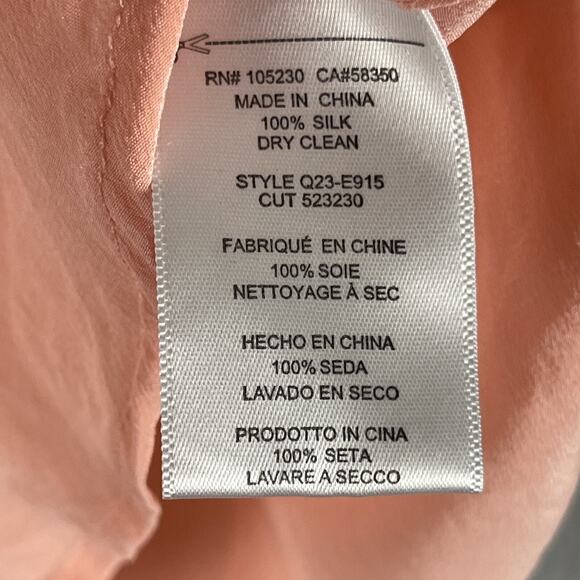 RN# 105230 CA#58350
MADE IN CHINA
100% SILK
DRY CLEAN
STYLE Q23-E915
CUT 523230
FABRIQUÉ EN CHINE
100% SOIE
NETTOYAGE À SEC
HECHO EN CHINA
100% SEDA
LAVADO EN SECO
PRODOTTO IN CINA
100% SETA
LAVARE A SECCO